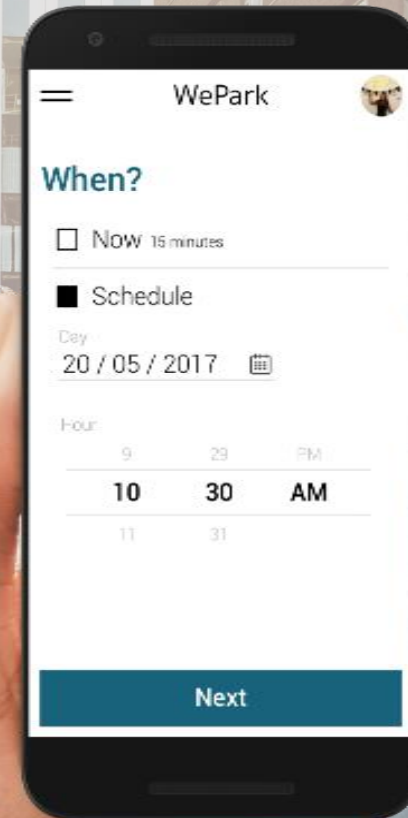 WePark
When?
Now 15 minutes
Schedule
Day
20 / 05 / 2017
Hour
9 29 PM
10 30 AM
11 31
Next